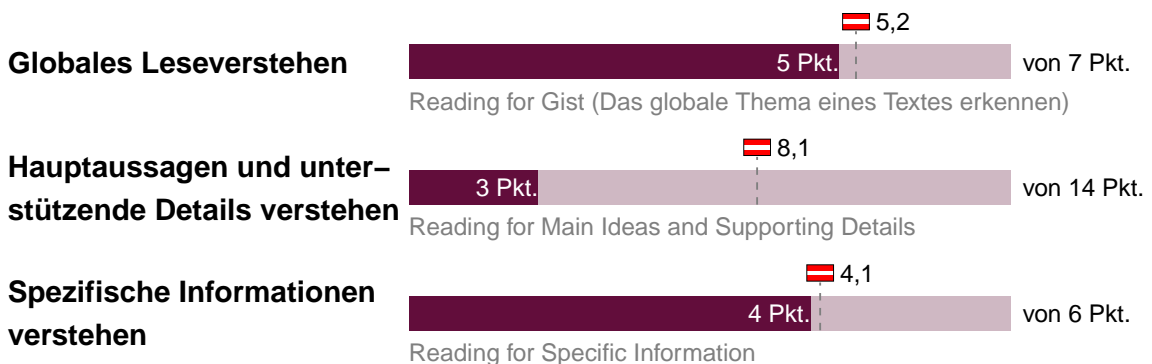 5,2
Globales Leseverstehen
5 Pkt.
von 7 Pkt.
Reading for Gist (Das globale Thema eines Textes erkennen)
8,1
Hauptaussagen und unter–
stützende Details verstehen
3 Pkt.
von 14 Pkt.
Reading for Main Ideas and Supporting Details
4,1
Spezifische Informationen
verstehen
4 Pkt.
von 6 Pkt.
Reading for Specific Information